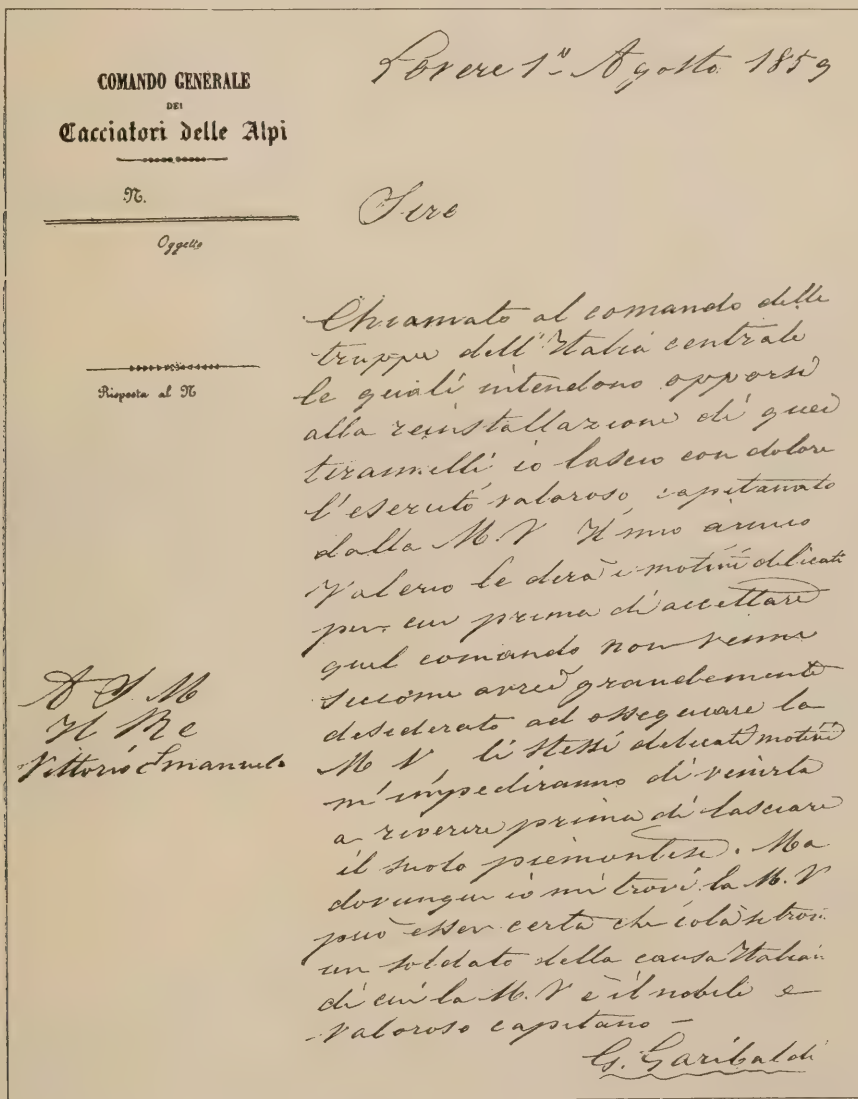 COMANDO GENERALE
DEI
Cacciatori delle Alpi
N.
Oggetto
Risposta al N
Lovere 1º Agosto 1859
Sire
Chiamato al comando delle
truppe dell'Italia centrale
le quali intendono opporsi
alla reinstallazione di quei
tirannelli io lascio con dolore
l'esercito valoroso capitanato
dalla M. V Il mio amico
Valerio le dirà i motivi delicati
per cui prima di accettare
quel comando non venni
siccome avrei grandemente
desiderato ad ossequiare la
M V li stessi delicati motivi
m'impediranno di venirla
a riverire prima di lasciare
il suolo piemontese. Ma
dovunque io mi trovi la M. V
può esser certa che colà si trovi
un soldato della causa Italiana
di cui la M. V è il nobile e
valoroso capitano –
G. Garibaldi
A S. M
Il Re
Vittorio Emanuele